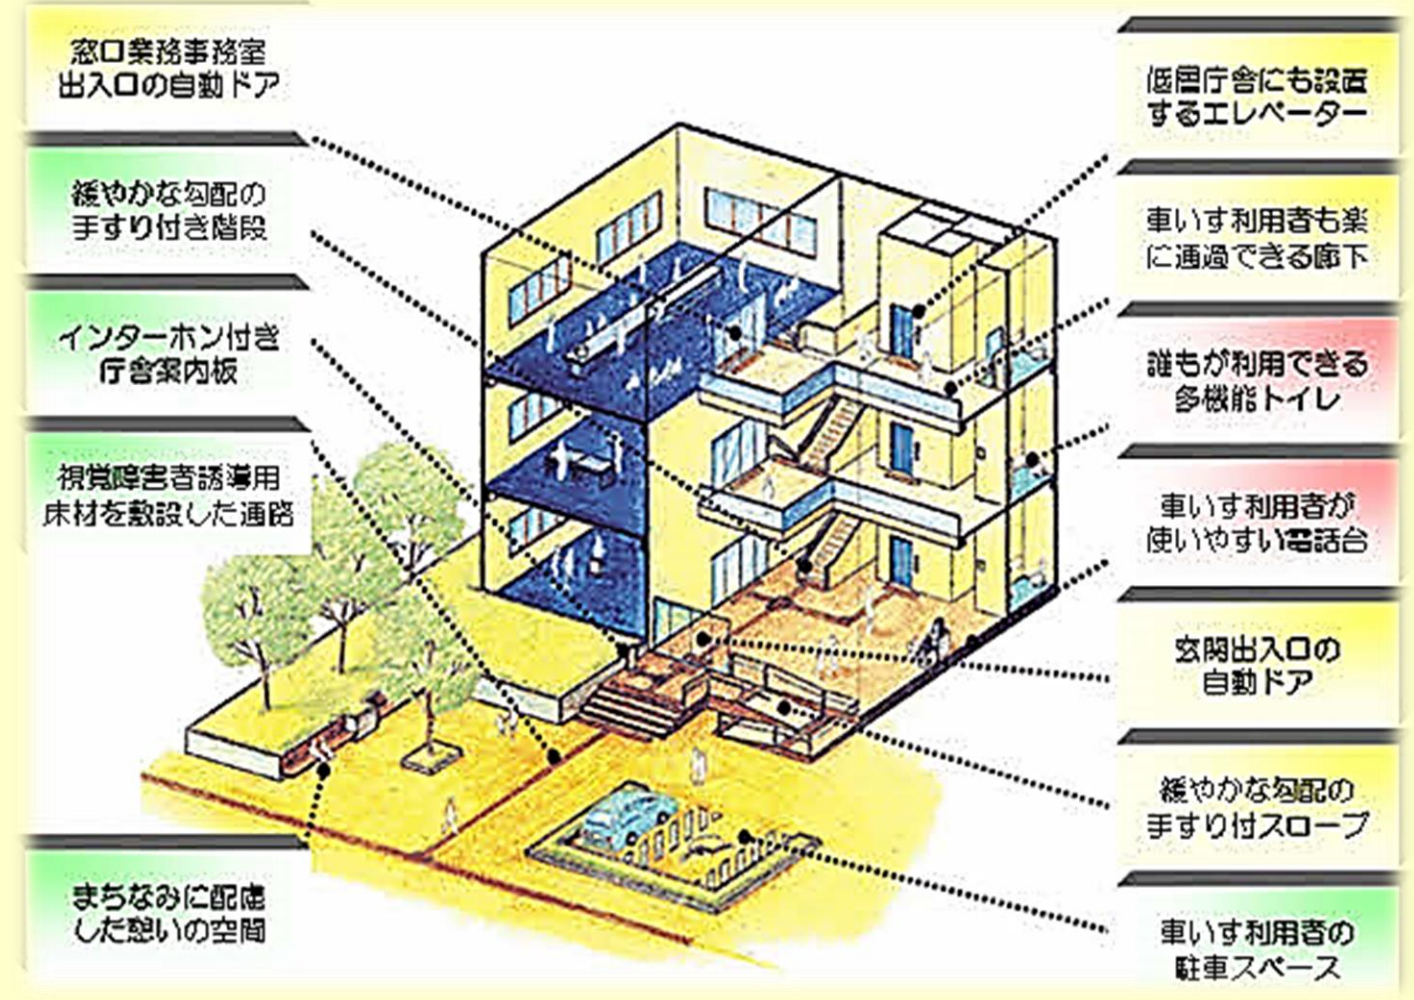 窓口業務事務室
出入口の自動ドア
緩やかな勾配の
手すり付き階段
インターホン付き
庁舎案内板
視覚障害者誘導用
床材を敷設した通路
まちなみに配慮
した憩いの空間
低層庁舎にも設置
するエレベーター
車いす利用者も楽
に通過できる廊下
誰もが利用できる
多機能トイレ
車いす利用者が
使いやすい電話台
玄関出入口の
自動ドア
緩やかな勾配の
手すり付スロープ
車いす利用者の
駐車スペース